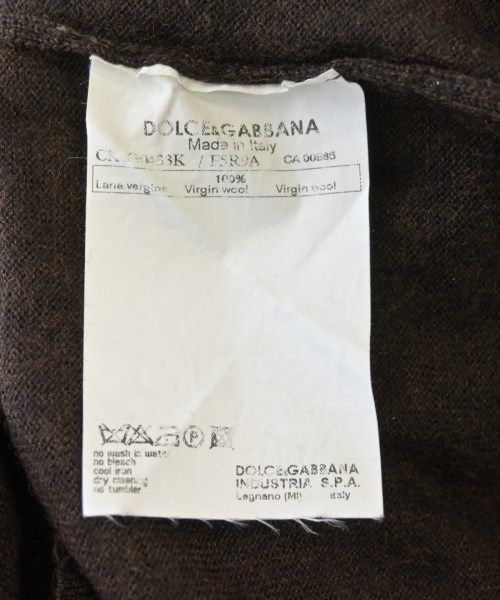 DOLCE&GABBANA
Made in Italy
/ F5R9A CA 00985
100%
Lana vergine Virgin wool Virgin wool
no wash in water
no bleach
cool iron
dry cleaning
no tumbler
DOLCE&GABBANA
INDUSTRIA S.P.A.
Legnano (MI) Italy